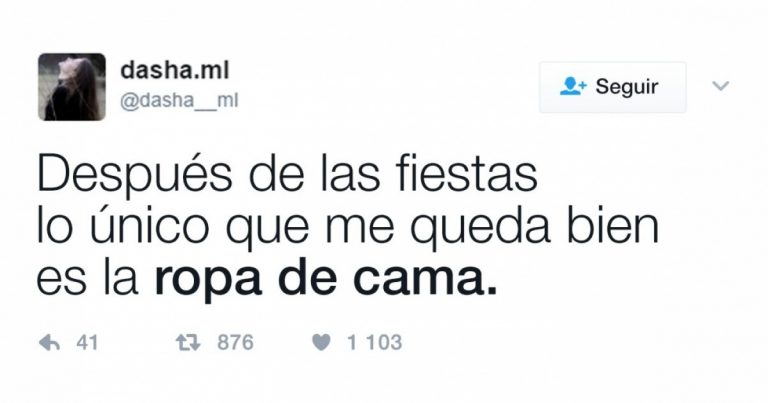 dasha.ml
@dasha__ml
Seguir
Después de las fiestas
lo único que me queda bien
es la ropa de cama.
41 876 1 103